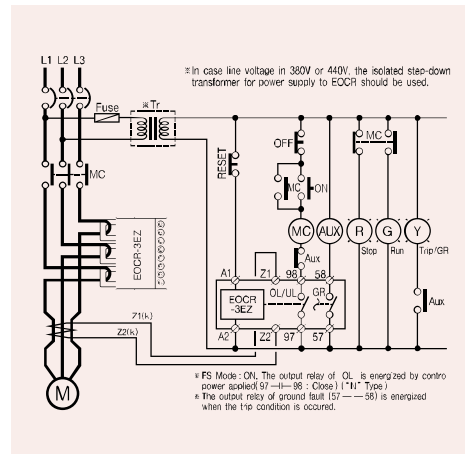 L1 L2 L3
※In case line voltage in 380V or 440V, the isolated step-down
transformer for power supply to EOCR should be used.
Fuse
※Tr
MC
RESET
OFF
MC
ON
MC
EOCR-3EZ
MC
AUX
R
G
Y
Stop
Run
Trip/GR
Aux
A1
Z1
98
58
EOCR
-3EZ
OL/UL
GR
Aux
A2
Z2
97
57
Z1(k)
Z2(k)
M
※ FS Mode : ON, The output relay of OL is energized by contro
power applied(97 -II- 98 : Close) ("N" Type)
※ The output relay of ground fault (57 — — 58) is energized
when the trip condition is occured.